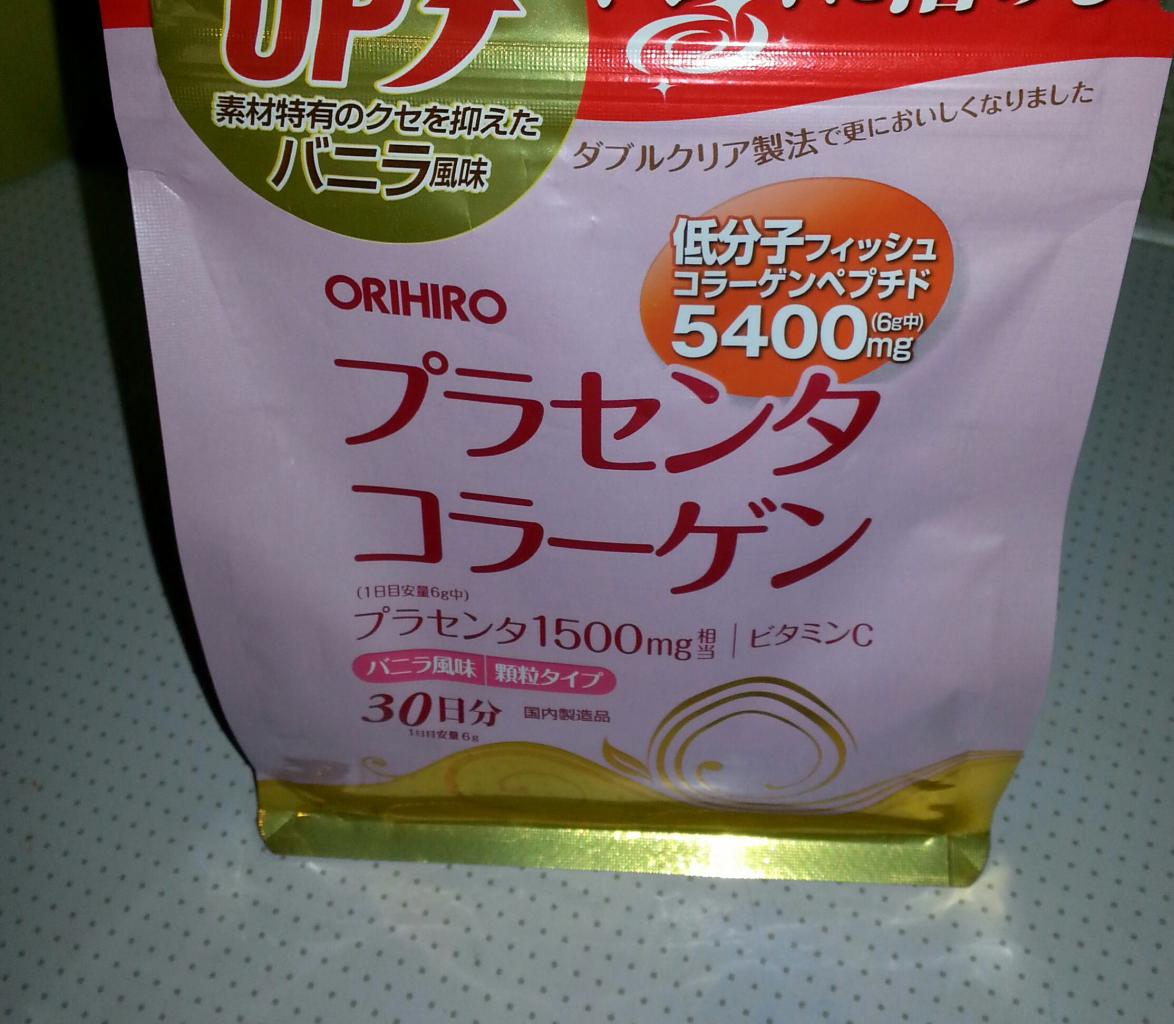 UP
素材特有のクセを抑えた
バニラ風味
ダブルクリア製法で更においしくなりました
低分子フィッシュ
コラーゲンペプチド
5400mg(6g中)
ORIHIRO
プラセンタ
コラーゲン
(1日目安量6g中)
プラセンタ1500mg相当 | ビタミンC
バニラ風味 | 顆粒タイプ
30日分 国内製造品
1日目安量6g